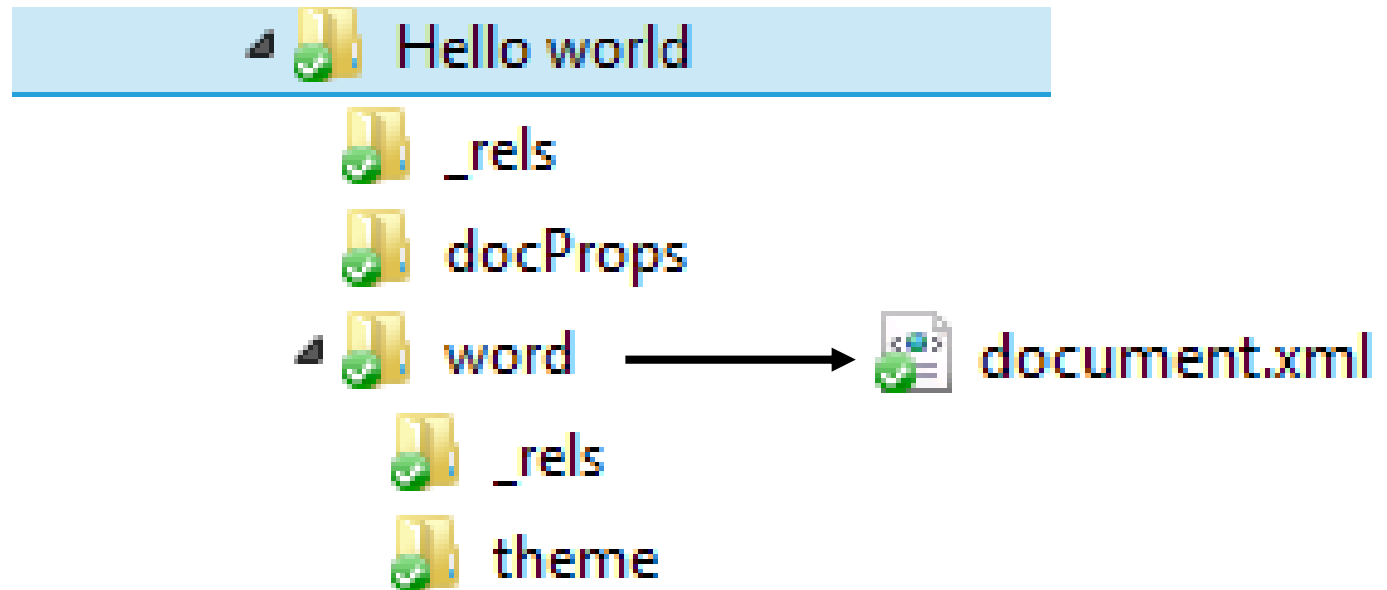 Hello world
_rels
docProps
word document.xml
_rels
theme